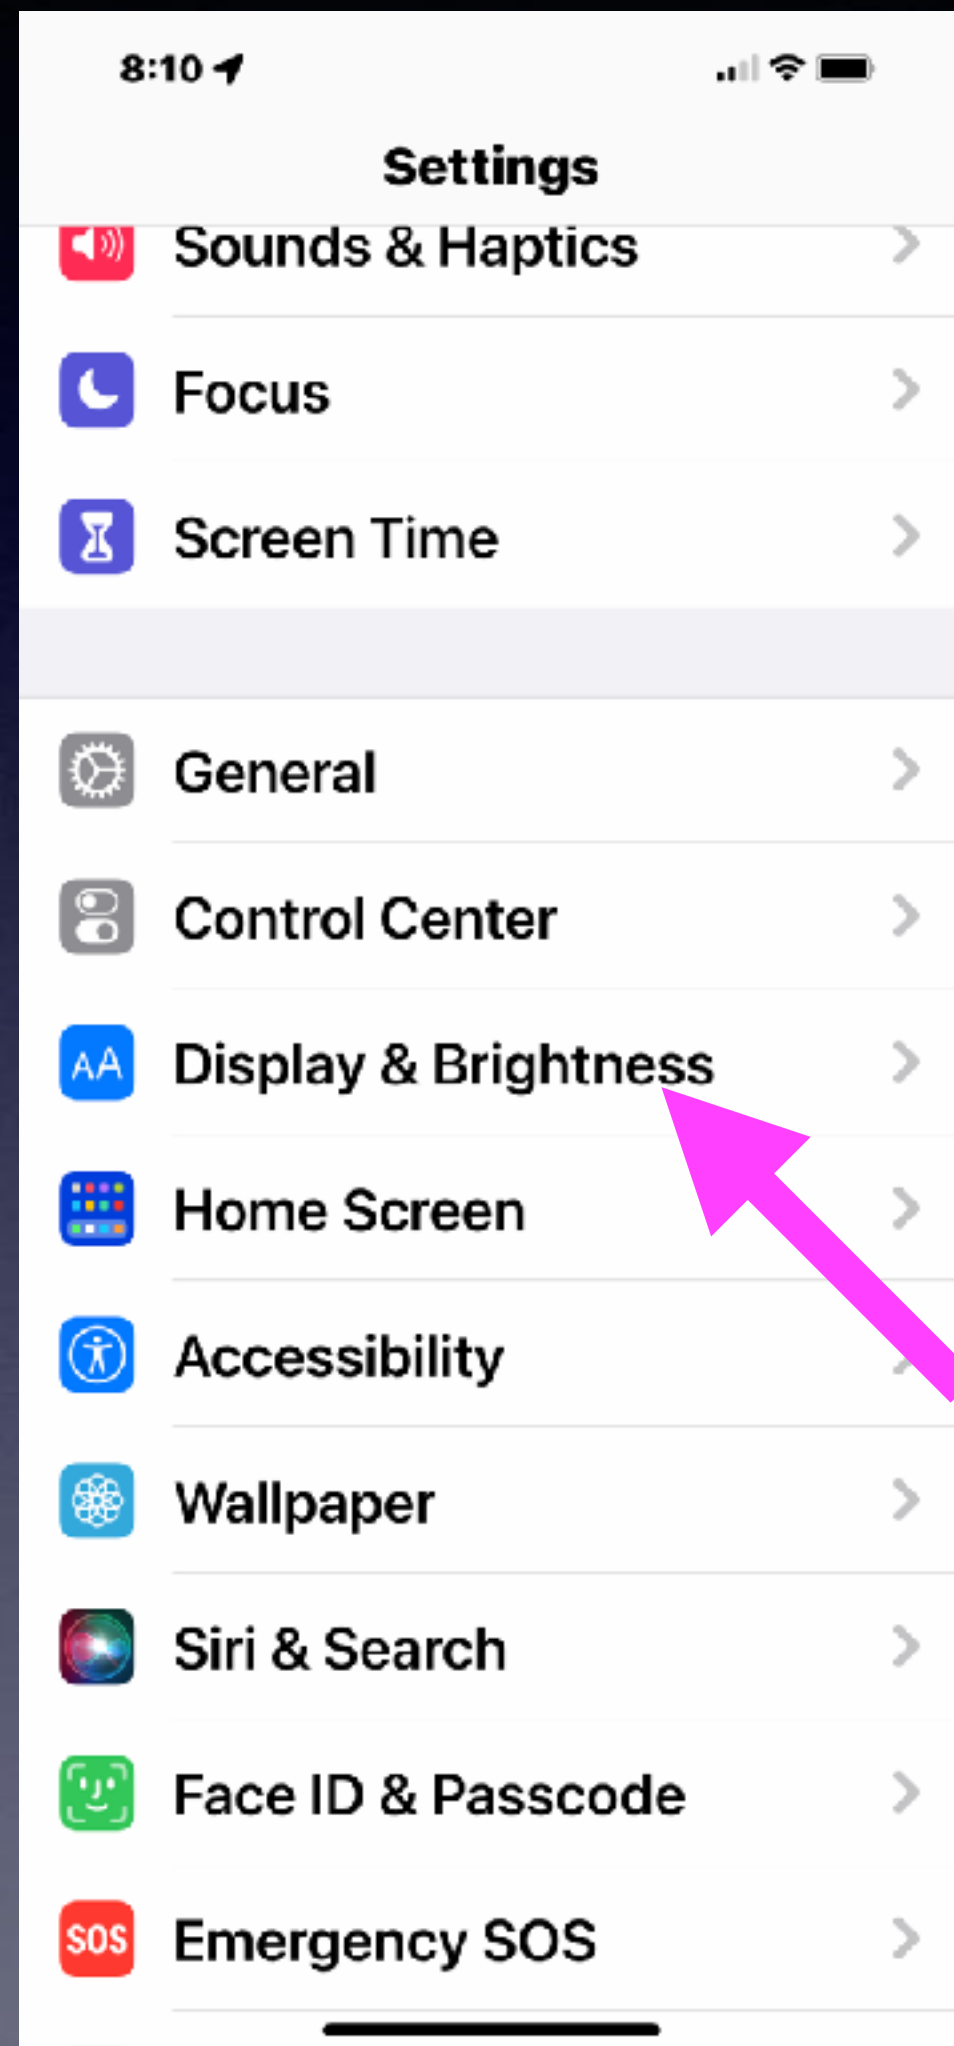 8:10
Settings
Sounds & Haptics
Focus
Screen Time
General
Control Center
AA Display & Brightness
Home Screen
Accessibility
Wallpaper
Siri & Search
Face ID & Passcode
SOS Emergency SOS